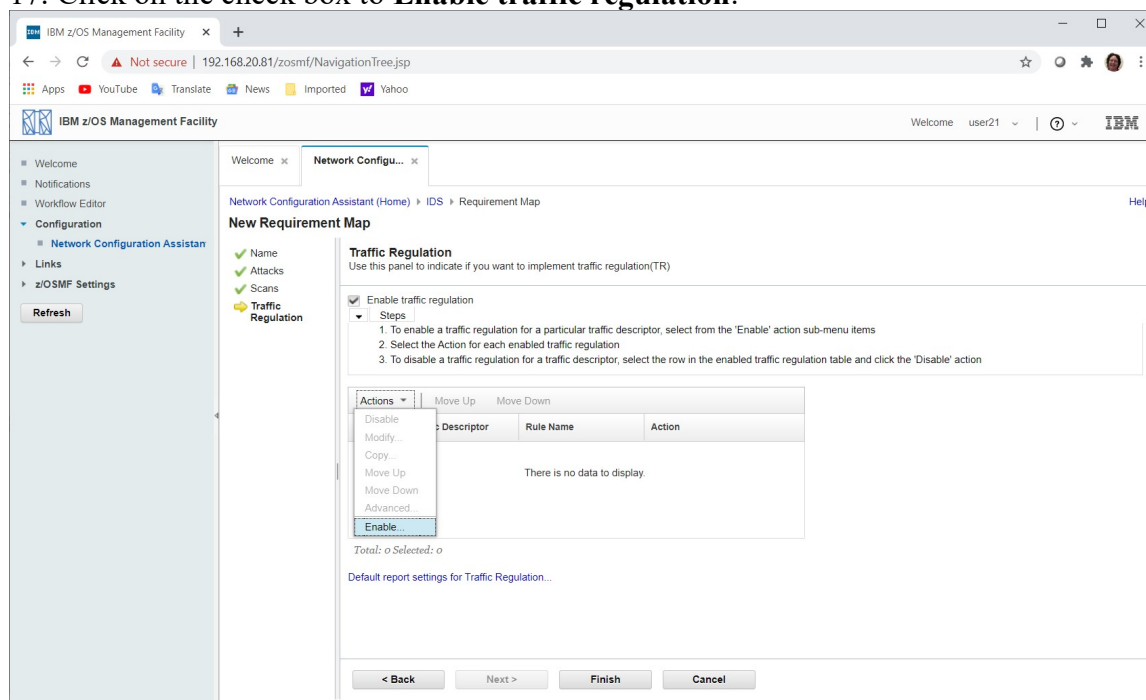 17. Click on the check box to Enable traffic regulation.
IBM z/OS Management Facility
Not secure | 192.168.20.81/zosmf/NavigationTree.jsp
Apps YouTube Translate News Imported Yahoo
IBM z/OS Management Facility Welcome user21 IBM
Welcome
Notifications
Workflow Editor
Configuration
Network Configuration Assistan
Links
z/OSMF Settings
Refresh
Welcome Network Configu...
Network Configuration Assistant (Home) IDS Requirement Map Help
New Requirement Map
Name
Attacks
Scans
Traffic
Regulation
Traffic Regulation
Use this panel to indicate if you want to implement traffic regulation(TR)
Enable traffic regulation
Steps
1. To enable a traffic regulation for a particular traffic descriptor, select from the 'Enable' action sub-menu items
2. Select the Action for each enabled traffic regulation
3. To disable a traffic regulation for a traffic descriptor, select the row in the enabled traffic regulation table and click the 'Disable' action
Actions Move Up Move Down
Descriptor Rule Name Action
There is no data to display.
Disable
Modify...
Copy...
Move Up
Move Down
Advanced...
Enable...
Total: 0 Selected: 0
Default report settings for Traffic Regulation...
< Back Next > Finish Cancel